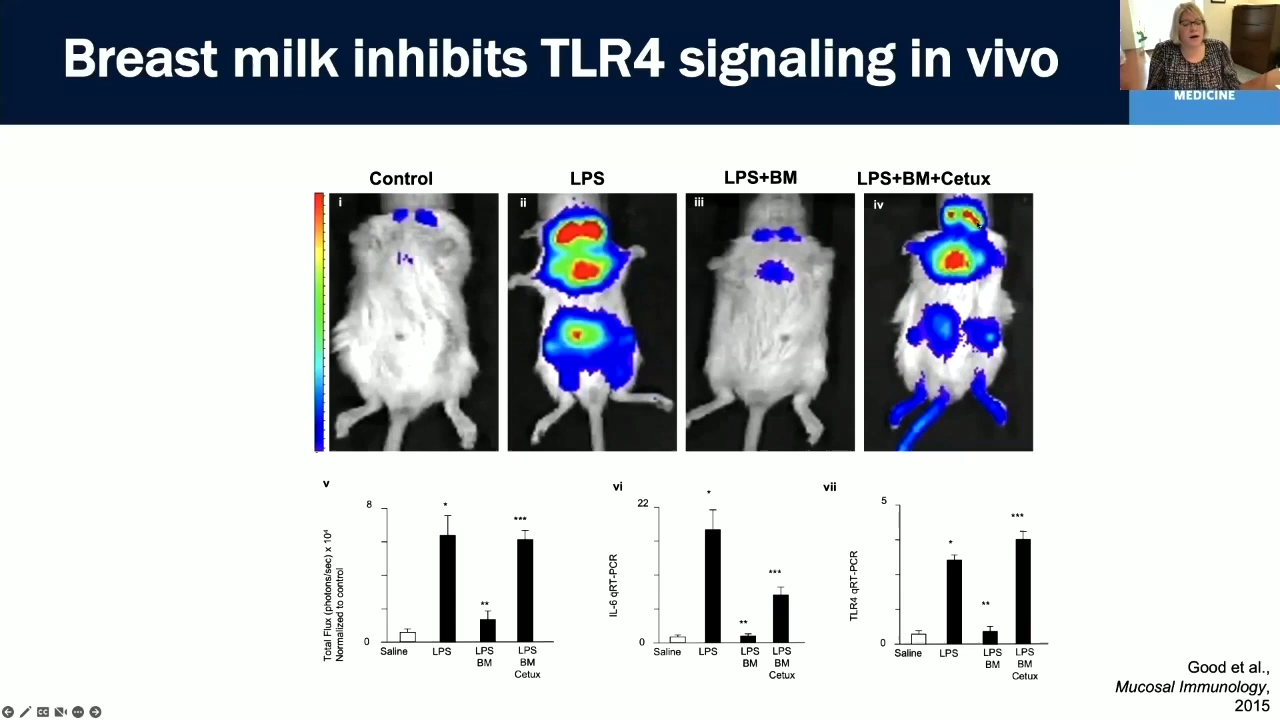 Breast milk inhibits TLR4 signaling in vivo
MEDICINE
Control
LPS
LPS+BM
LPS+BM+Cetux
i
ii
iii
iv
v
8
0
Total Flux (photons/sec) x 10⁴
Normalized to control
*
**
***
Saline
LPS
LPS
BM
LPS
BM
Cetux
vi
22
0
IL-6 qRT-PCR
*
**
***
Saline
LPS
LPS
BM
LPS
BM
Cetux
vii
5
0
TLR4 qRT-PCR
*
**
***
Saline
LPS
LPS
BM
LPS
BM
Cetux
Good et al.,
Mucosal Immunology,
2015
CC